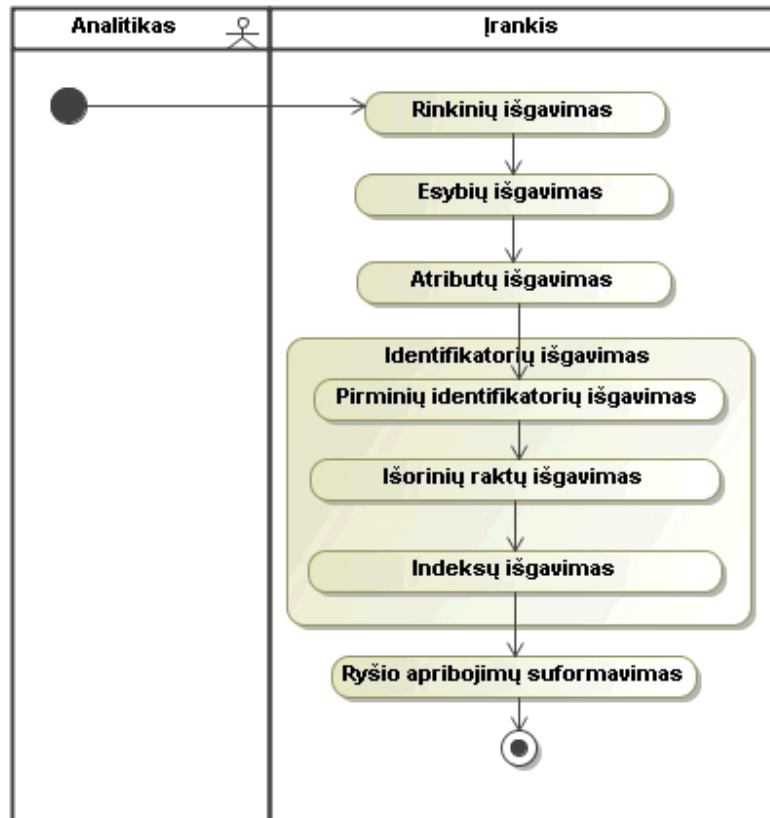 Analitikas
Įrankis
Rinkinių išgavimas
Esybių išgavimas
Atributų išgavimas
Identifikatorių išgavimas
Pirminių identifikatorių išgavimas
Išorinių raktų išgavimas
Indeksų išgavimas
Ryšio apribojimų suformavimas